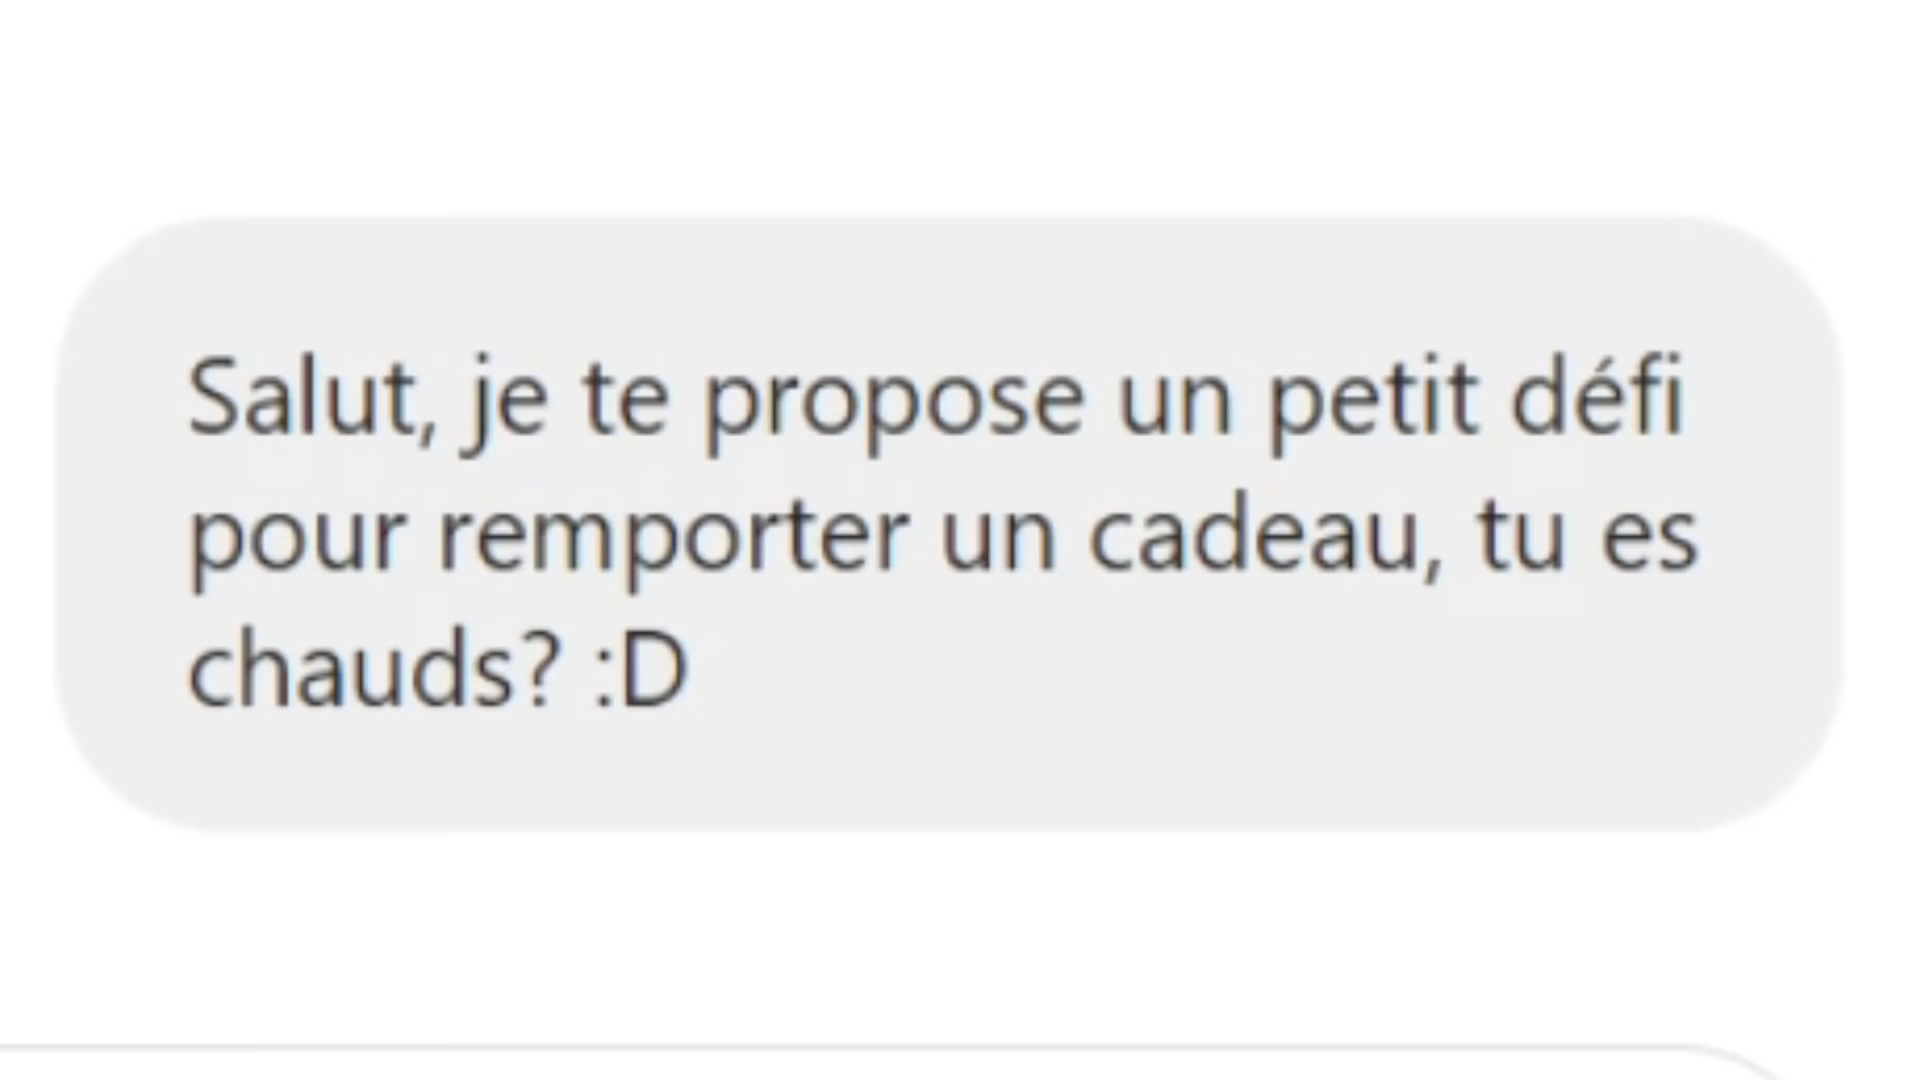 Salut, je te propose un petit défi
pour remporter un cadeau, tu es
chauds? :D